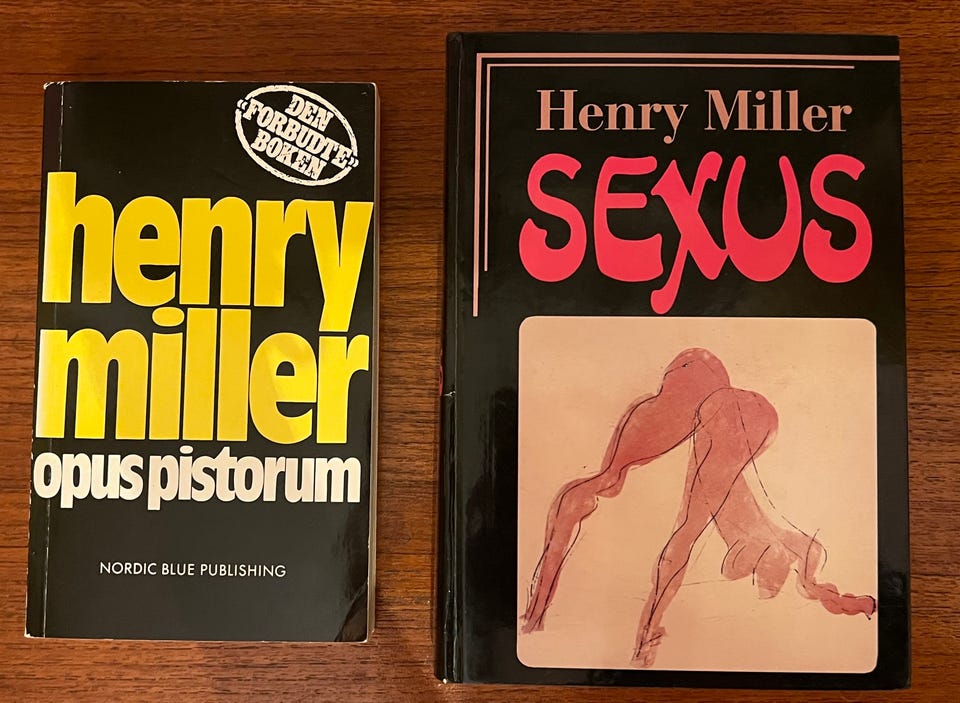 DEN
«FORBUDTE»
BOKEN
henry
miller
opus pistorum
NORDIC BLUE PUBLISHING
Henry Miller
SEXUS